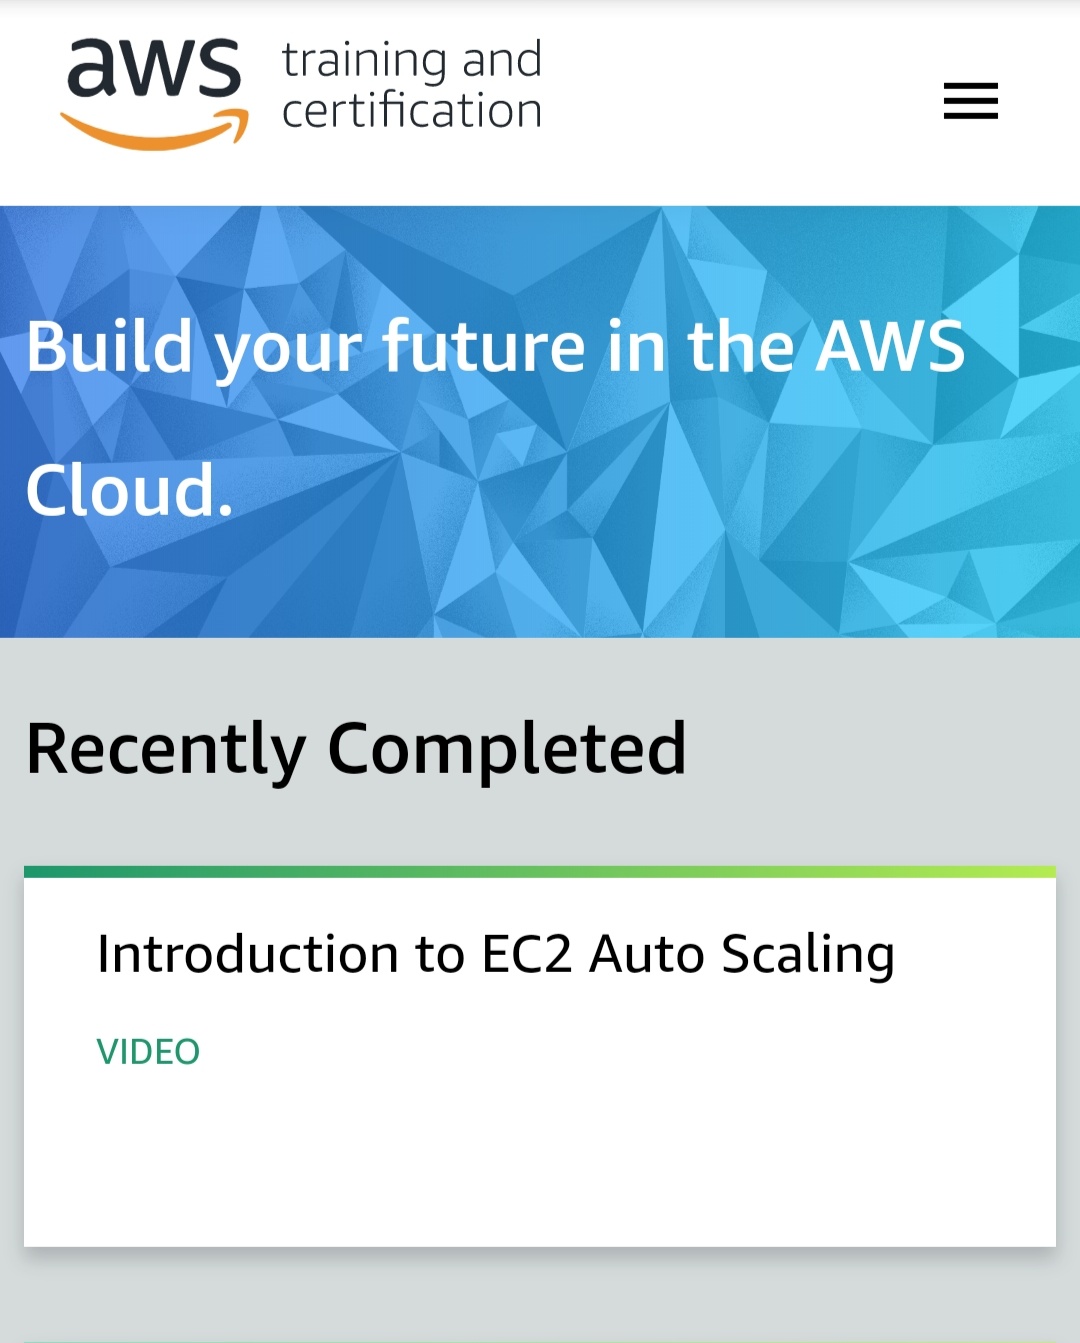 aws training and
certification
Build your future in the AWS
Cloud.
Recently Completed
Introduction to EC2 Auto Scaling
VIDEO